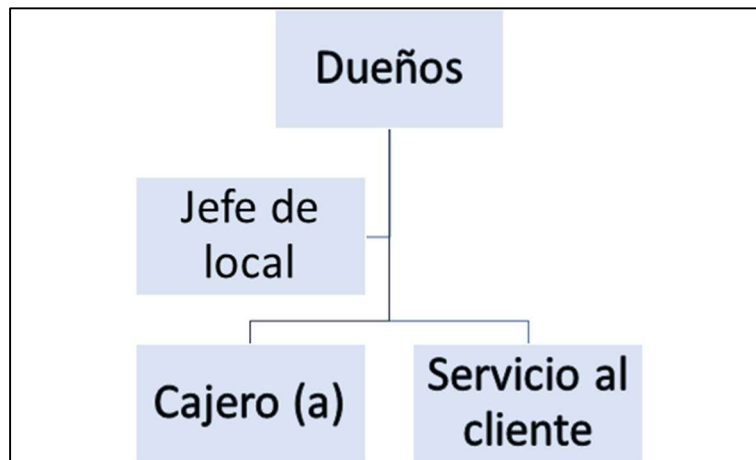 Dueños
Jefe de
local
Cajero (a)
Servicio al
cliente